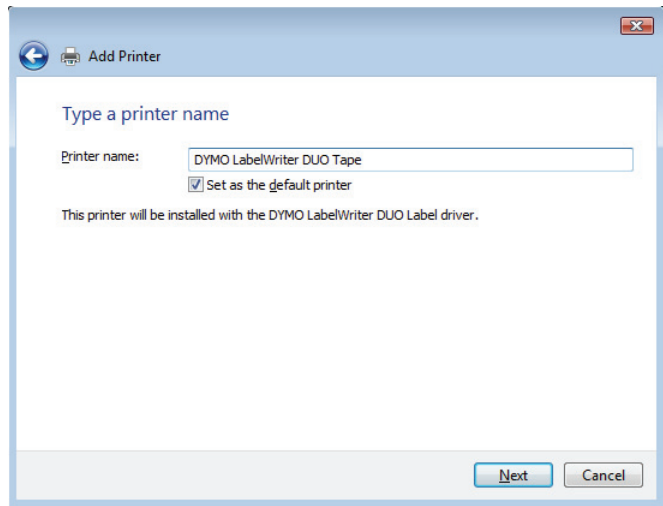 Add Printer
Type a printer name
Printer name:
DYMO LabelWriter DUO Tape
Set as the default printer
This printer will be installed with the DYMO LabelWriter DUO Label driver.
Next
Cancel